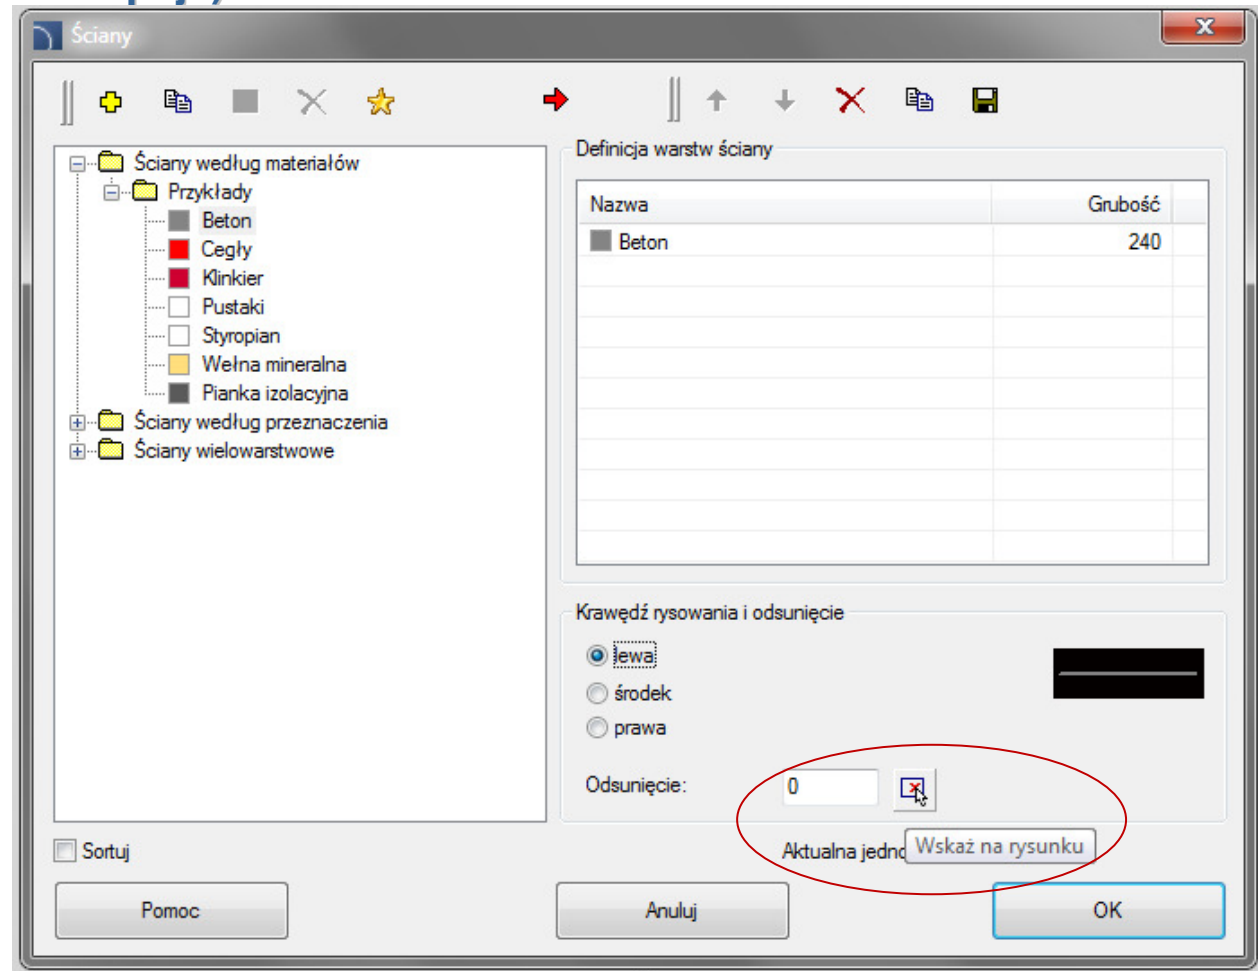 Ściany
Ściany według materiałów
Przykłady
Beton
Cegły
Klinkier
Pustaki
Styropian
Wełna mineralna
Pianka izolacyjna
Ściany według przeznaczenia
Ściany wielowarstwowe
Definicja warstw ściany
Nazwa Grubość
Beton 240
Krawędź rysowania i odsunięcie
lewa
środek
prawa
Odsunięcie: 0
Sortuj
Aktualna
Wskaż na rysunku
Pomoc Anuluj OK